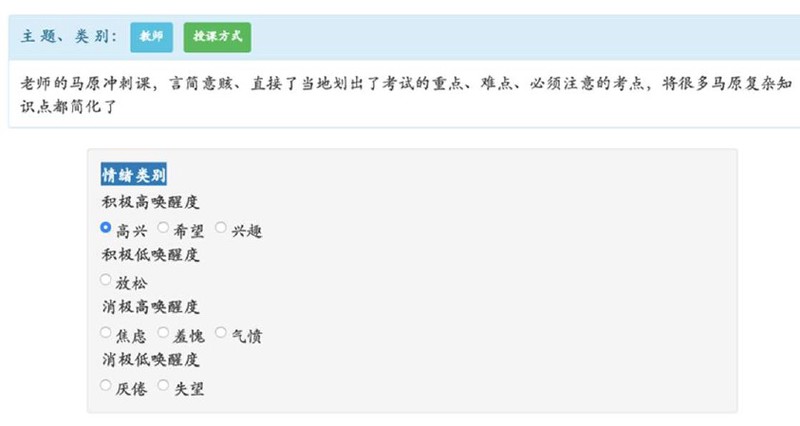 主 题、类 别： 教师 授课方式
老师的马原冲刺课，言简意赅、直接了当地划出了考试的重点、难点、必须注意的考点，将很多马原复杂知
识点都简化了
情绪类别
积极高唤醒度
高兴 希望 兴趣
积极低唤醒度
放松
消极高唤醒度
焦虑 羞愧 气愤
消极低唤醒度
厌倦 失望